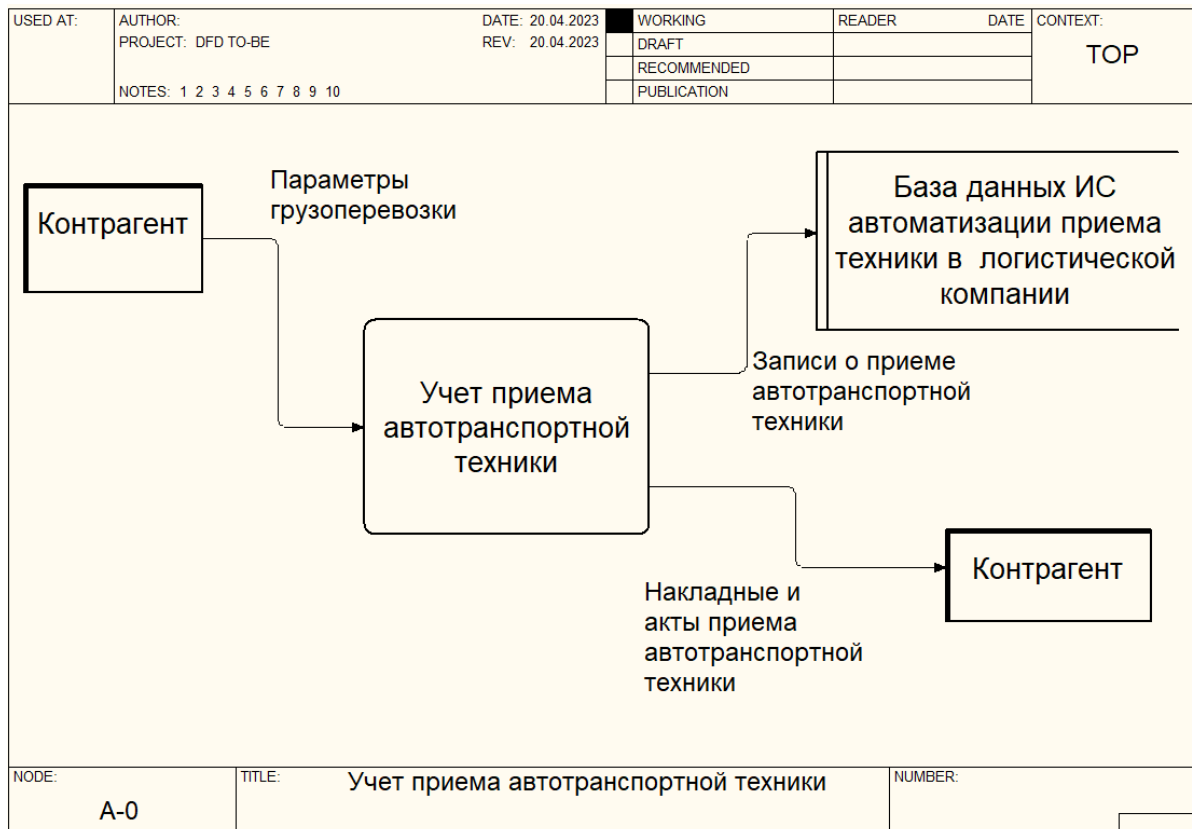 USED AT:
AUTHOR:
DATE: 20.04.2023
WORKING
READER
DATE
CONTEXT:
PROJECT: DFD TO-BE
REV: 20.04.2023
DRAFT
TOP
RECOMMENDED
NOTES: 1 2 3 4 5 6 7 8 9 10
PUBLICATION
Контрагент
Параметры
грузоперевозки
База данных ИС
автоматизации приема
техники в логистической
компании
Учет приема
автотранспортной
техники
Записи о приеме
автотранспортной
техники
Контрагент
Накладные и
акты приема
автотранспортной
техники
NODE:
A-0
TITLE:
Учет приема автотранспортной техники
NUMBER: